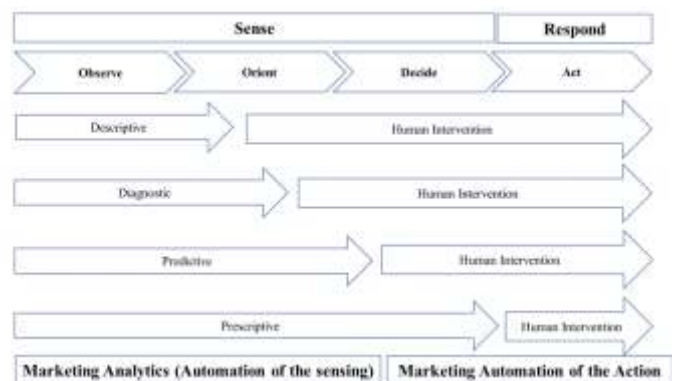 Sense Respond
Observe Orient Decide Act
Descriptive Human Intervention
Diagnostic Human Intervention
Predictive Human Intervention
Prescriptive Human Intervention
Marketing Analytics (Automation of the sensing) Marketing Automation of the Action